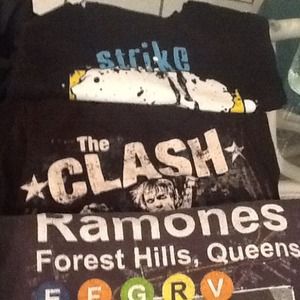 strike
The
CLASH
Ramones
Forest Hills, Queens
E F G R V